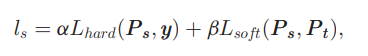 l_s = αL_{hard}(P_s, y) + βL_{soft}(P_s, P_t),